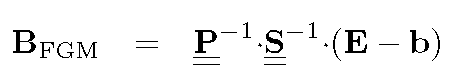 B_FGM = P^{-1}·S^{-1}·(E − b)